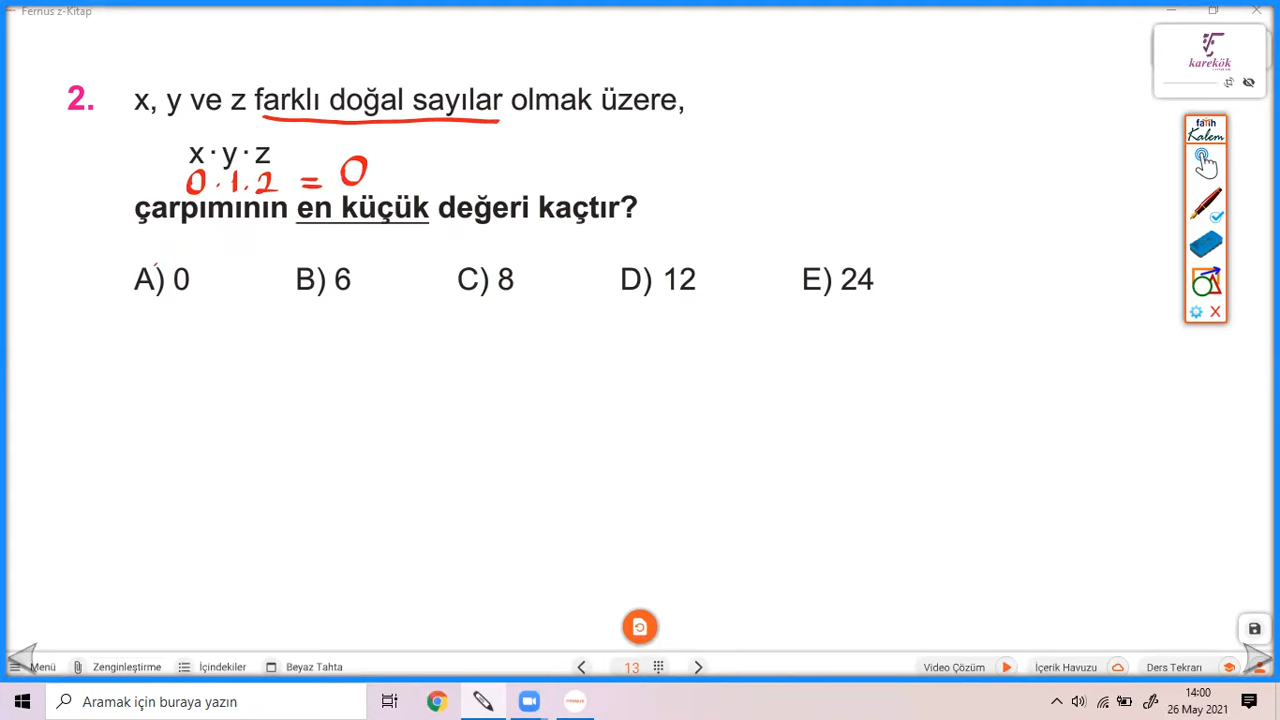 Fernus z-Kitap
karekök
2. x, y ve z farklı doğal sayılar olmak üzere,
x · y · z
0 · 1 · 2 = 0
çarpımının en küçük değeri kaçtır?
A) 0 B) 6 C) 8 D) 12 E) 24
fatih
Kalem
Menü Zenginleştirme İçindekiler Beyaz Tahta 13 Video Çözüm İçerik Havuzu Ders Tekrarı
Aramak için buraya yazın
14:00
26 May 2021